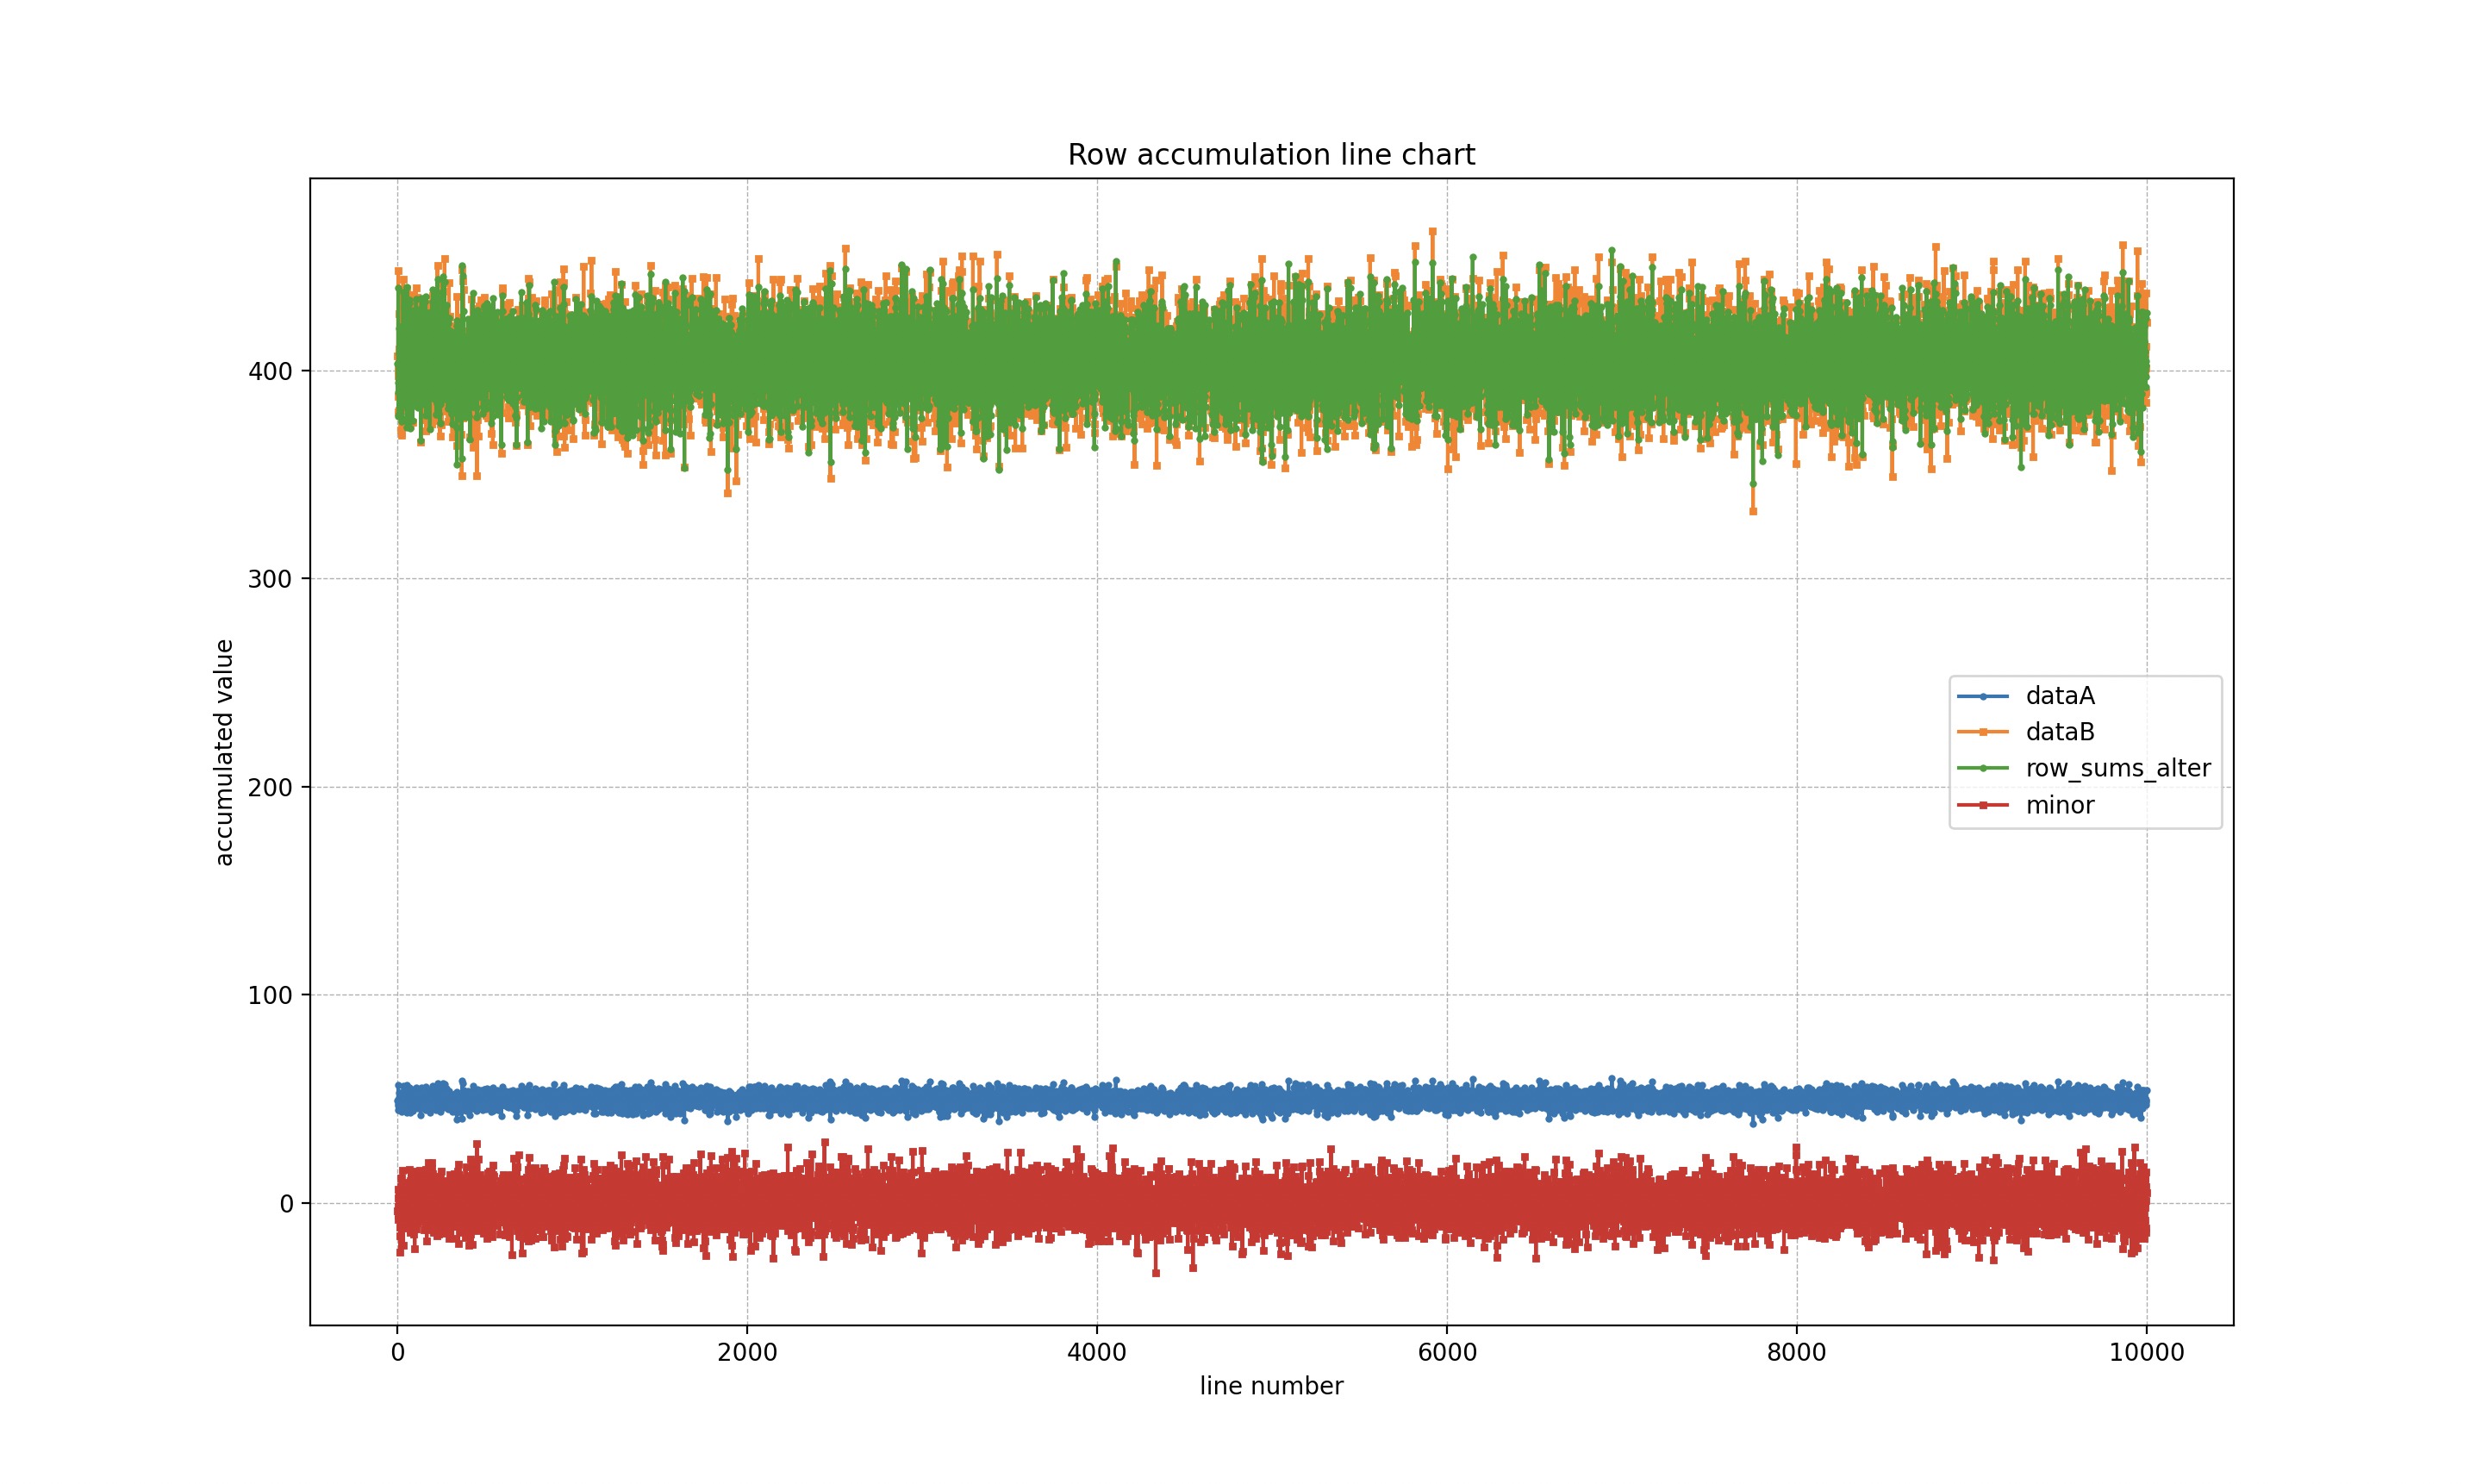 Row accumulation line chart
accumulated value
400
300
200
100
0
dataA
dataB
row_sums_alter
minor
0 2000 4000 6000 8000 10000
line number